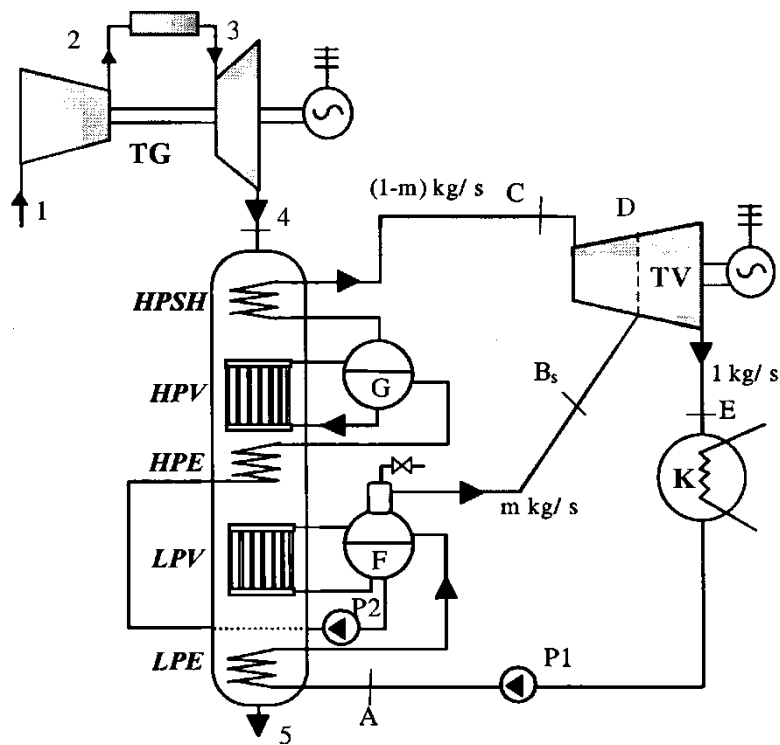 2
3
TG
1
4
(1-m) kg/ s
C
D
TV
HPSH
HPV
G
Bs
1 kg/ s
E
HPE
K
m kg/ s
LPV
F
P2
LPE
P1
A
5